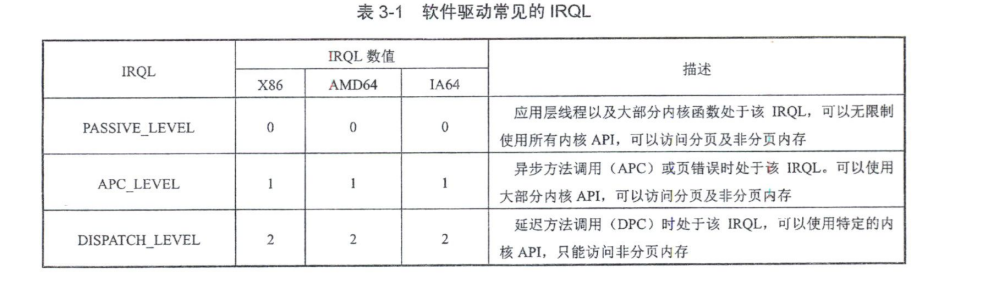 表 3-1 软件驱动常见的 IRQL
IRQL
IRQL 数值
描述
X86 AMD64 IA64
PASSIVE_LEVEL 0 0 0
应用层线程以及大部分内核函数处于该 IRQL，可以无限制
使用所有内核 API，可以访问分页及非分页内存
APC_LEVEL 1 1 1
异步方法调用（APC）或页错误时处于该 IRQL。可以使用
大部分内核 API，可以访问分页及非分页内存
DISPATCH_LEVEL 2 2 2
延迟方法调用（DPC）时处于该 IRQL，可以使用特定的内
核 API，只能访问非分页内存